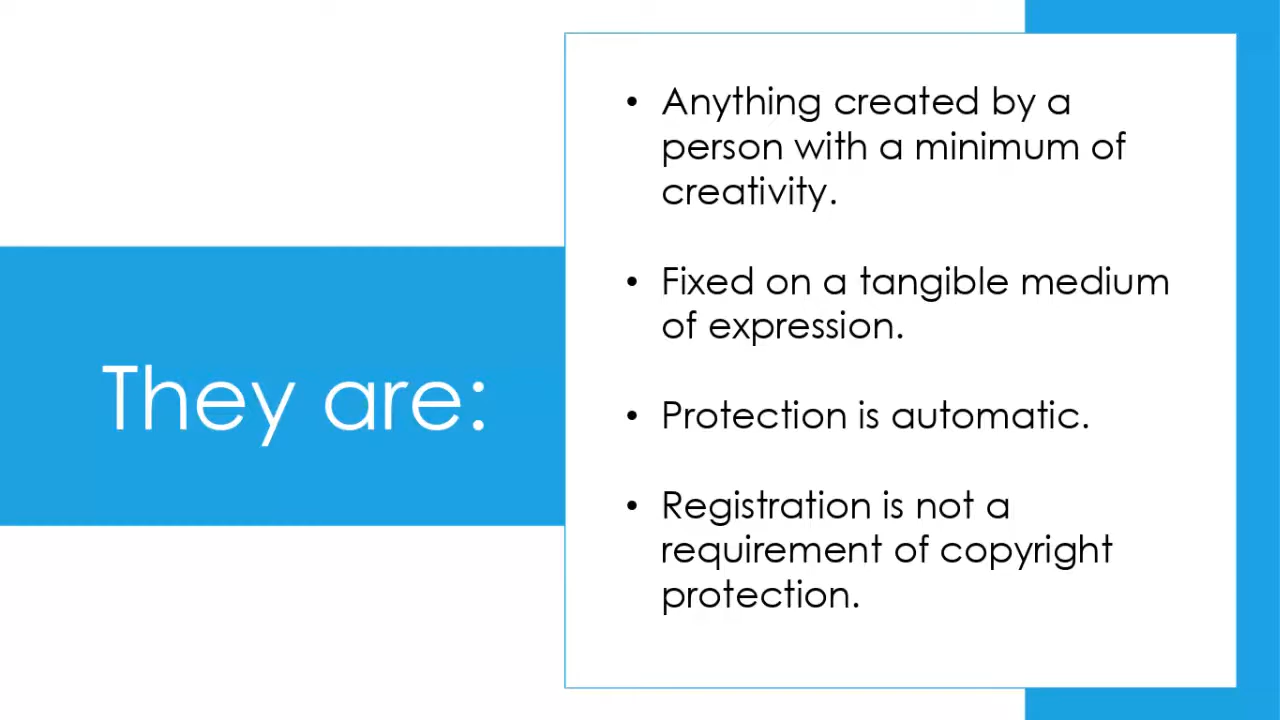 They are:
• Anything created by a
person with a minimum of
creativity.
• Fixed on a tangible medium
of expression.
• Protection is automatic.
• Registration is not a
requirement of copyright
protection.